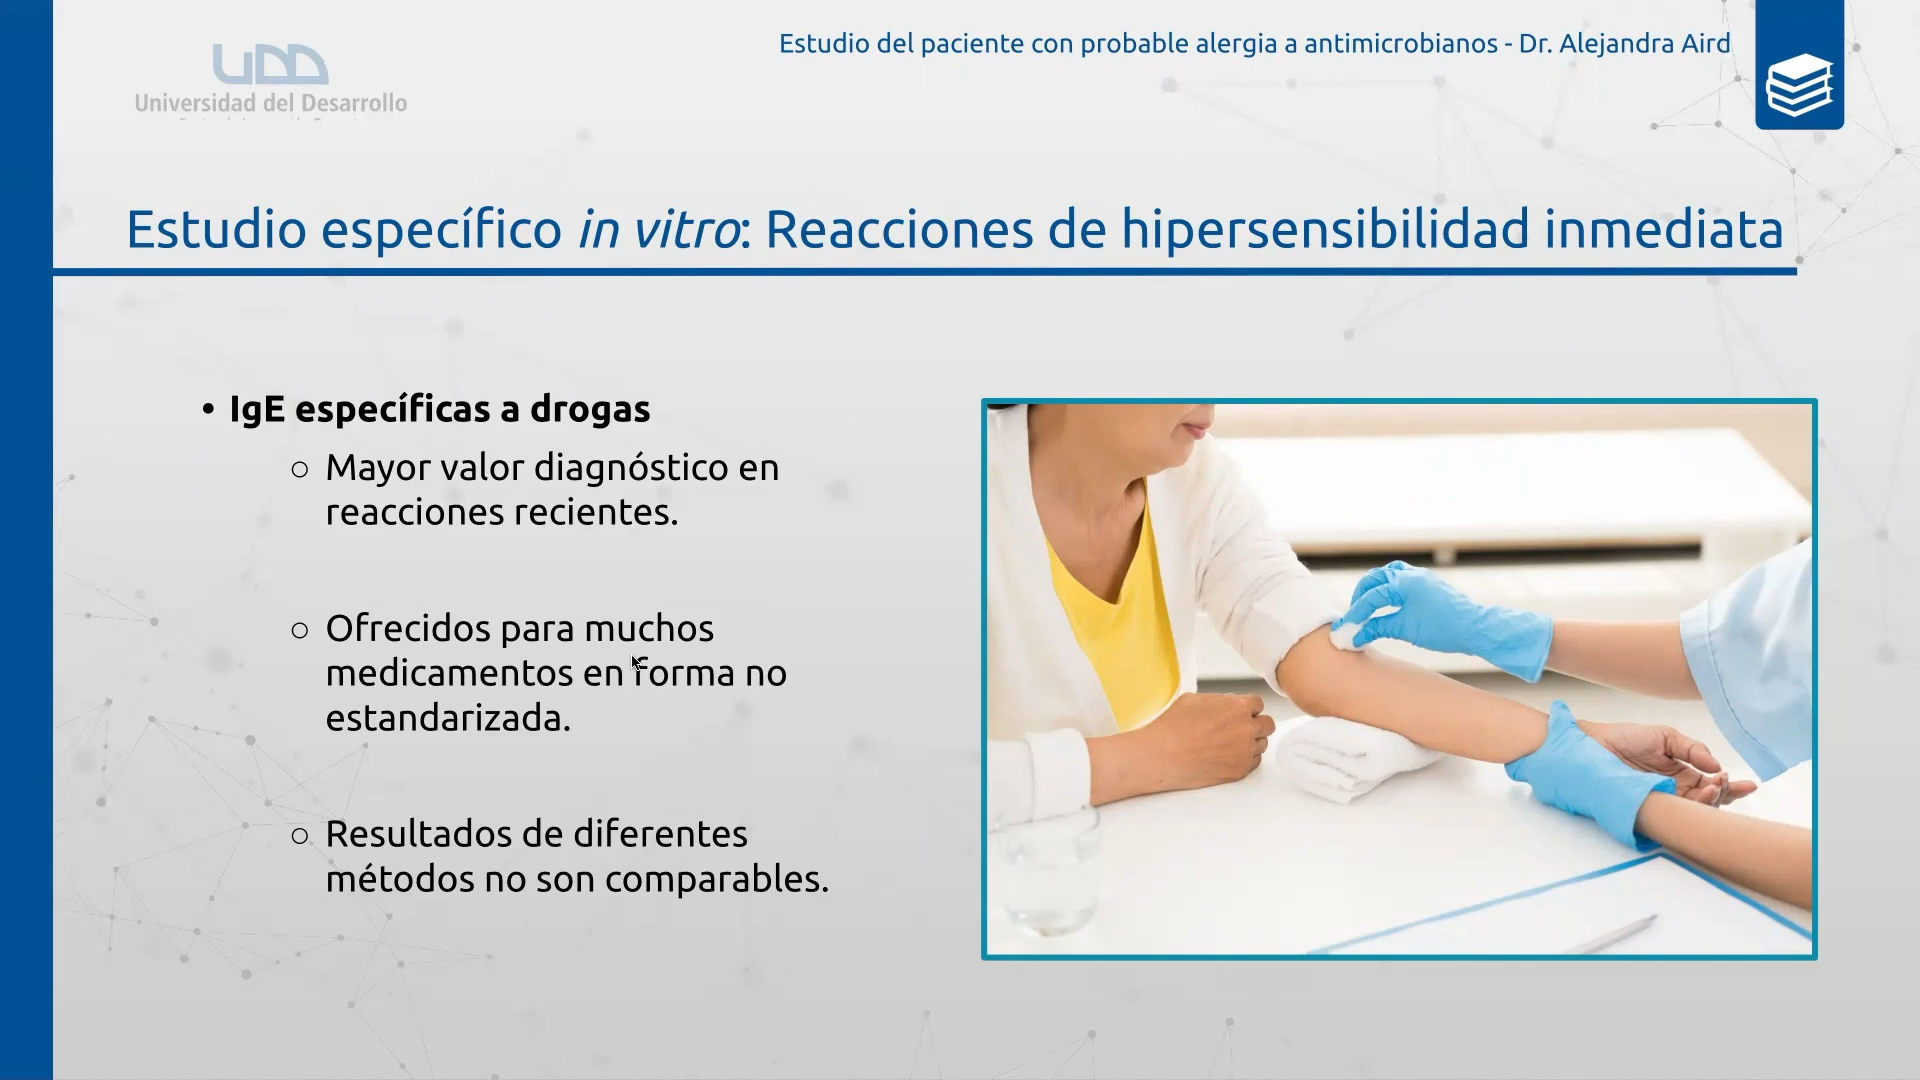 Estudio del paciente con probable alergia a antimicrobianos - Dr. Alejandra Aird
UDD
Universidad del Desarrollo
Estudio específico in vitro: Reacciones de hipersensibilidad inmediata
• IgE específicas a drogas
○ Mayor valor diagnóstico en
reacciones recientes.
○ Ofrecidos para muchos
medicamentos en forma no
estandarizada.
○ Resultados de diferentes
métodos no son comparables.